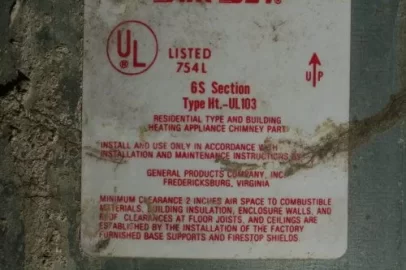 UL
LISTED
754L
UP
6S Section
Type Ht.-UL103
RESIDENTIAL TYPE AND BUILDING
HEATING APPLIANCE CHIMNEY PART
INSTALL AND USE ONLY IN ACCORDANCE WITH
INSTALLATION AND MAINTENANCE INSTRUCTIONS
GENERAL PRODUCTS COMPANY, INC.
FREDERICKSBURG, VIRGINIA
MINIMUM CLEARANCE 2 INCHES AIR SPACE TO COMBUSTIBLE
MATERIALS, BUILDING INSULATION, ENCLOSURE WALLS, AND
ROOF. CLEARANCES AT FLOOR JOISTS, AND CEILINGS ARE
ESTABLISHED BY THE INSTALLATION OF THE FACTORY
FURNISHED BASE SUPPORTS AND FIRESTOP SHIELDS.